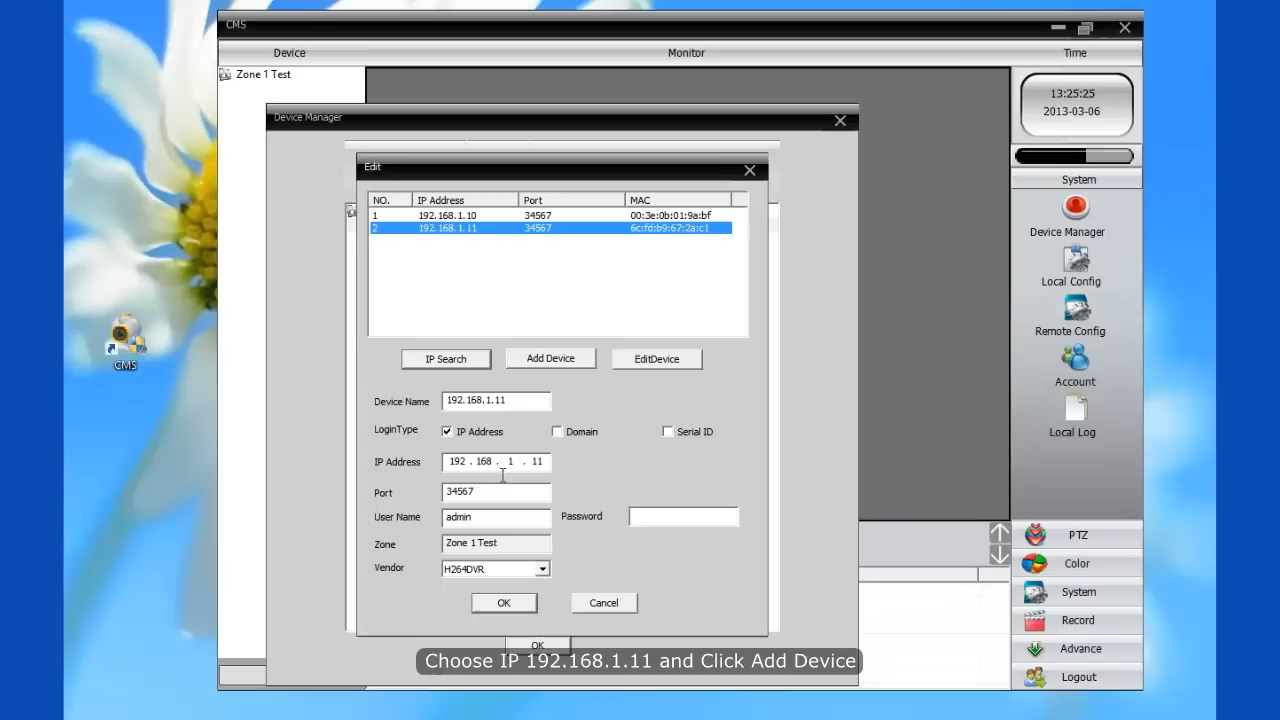 CMS
Device Monitor Time
Zone 1 Test
13:25:25
2013-03-06
Device Manager
Edit
NO. IP Address Port MAC
1 192.168.1.10 34567 00:3e:0b:01:9a:bf
2 192.168.1.11 34567 6c:fd:b9:67:2a:c1
IP Search Add Device EditDevice
Device Name 192.168.1.11
LoginType IP Address Domain Serial ID
IP Address 192 . 168 . 1 . 11
Port 34567
User Name admin Password
Zone Zone 1 Test
Vendor H264DVR
OK Cancel
OK
Choose IP 192.168.1.11 and Click Add Device
System
Device Manager
Local Config
Remote Config
Account
Local Log
PTZ
Color
System
Record
Advance
Logout
CMS